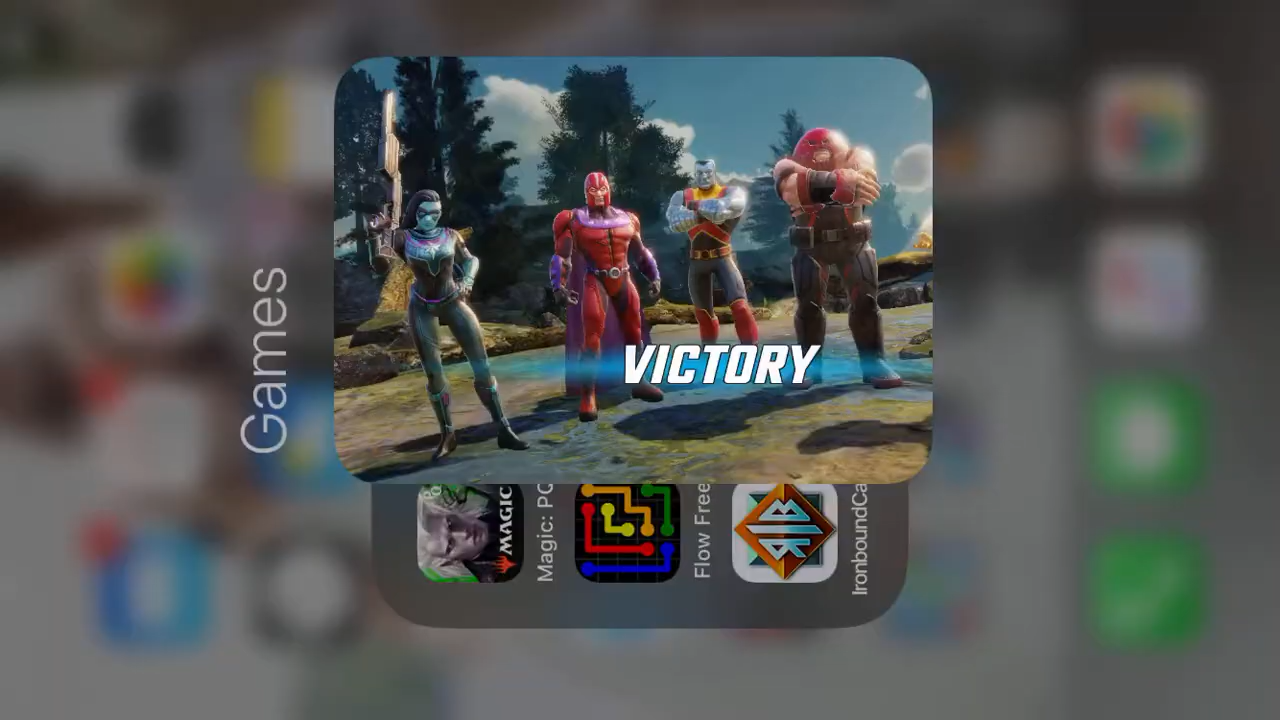 Games
VICTORY
MAGIC
Magic: PC
Flow Free
IronboundCa